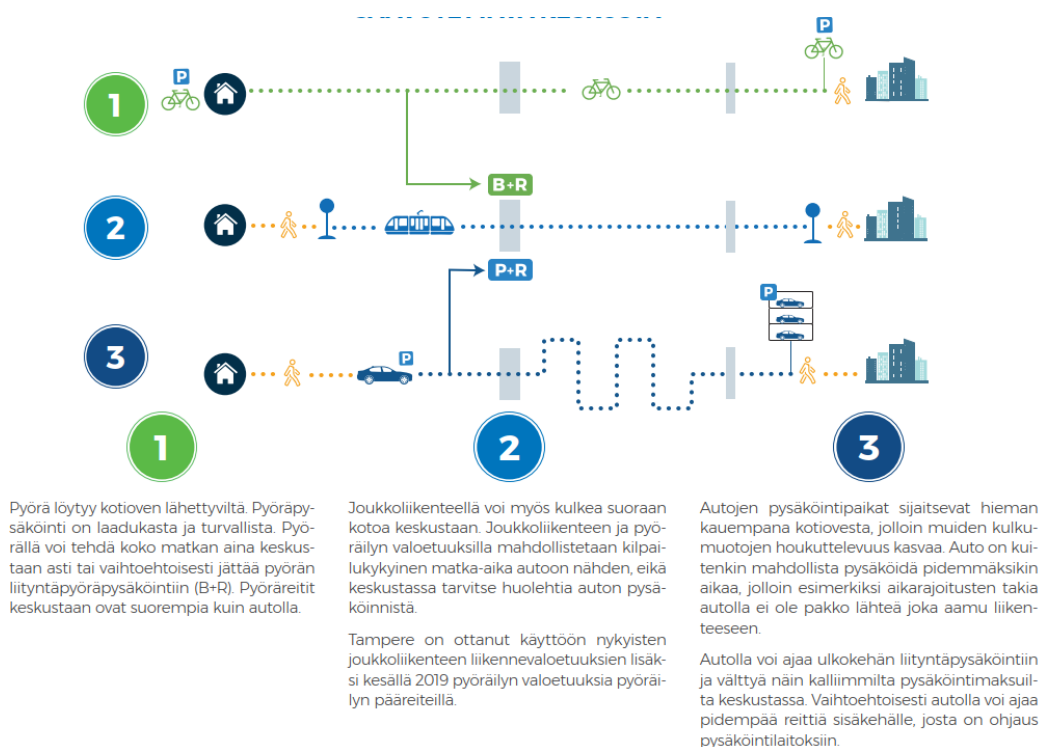 P
P
1
B+R
2
P+R
P
P
3
1
2
3
Pyörä löytyy kotioven lähettyviltä. Pyöräpy-
säköinti on laadukasta ja turvallista. Pyö-
rällä voi tehdä koko matkan aina keskus-
taan asti tai vaihtoehtoisesti jättää pyörän
liityntäpyöräpysäköintiin (B+R). Pyöräreitit
keskustaan ovat suorempia kuin autolla.
Joukkoliikenteellä voi myös kulkea suoraan
kotoa keskustaan. Joukkoliikenteen ja pyö-
räilyn valoetuuksilla mahdollistetaan kilpai-
lukykyinen matka-aika autoon nähden, eikä
keskustassa tarvitse huolehtia auton pysä-
köinnistä.
Tampere on ottanut käyttöön nykyisten
joukkoliikenteen liikennevaloetuuksien lisäk-
si kesällä 2019 pyöräilyn valoetuuksia pyöräi-
lyn pääreiteillä.
Autojen pysäköintipaikat sijaitsevat hieman
kauempana kotiovesta, jolloin muiden kulku-
muotojen houkuttelevuus kasvaa. Auto on kui-
tenkin mahdollista pysäköidä pidemmäksikin
aikaa, jolloin esimerkiksi aikarajoitusten takia
autolla ei ole pakko lähteä joka aamu liiken-
teeseen.
Autolla voi ajaa ulkokehän liityntäpysäköintiin
ja välttyä näin kalliimmilta pysäköintimaksuil-
ta keskustassa. Vaihtoehtoisesti autolla voi ajaa
pidempää reittiä sisäkehälle, josta on ohjaus
pysäköintilaitoksiin.